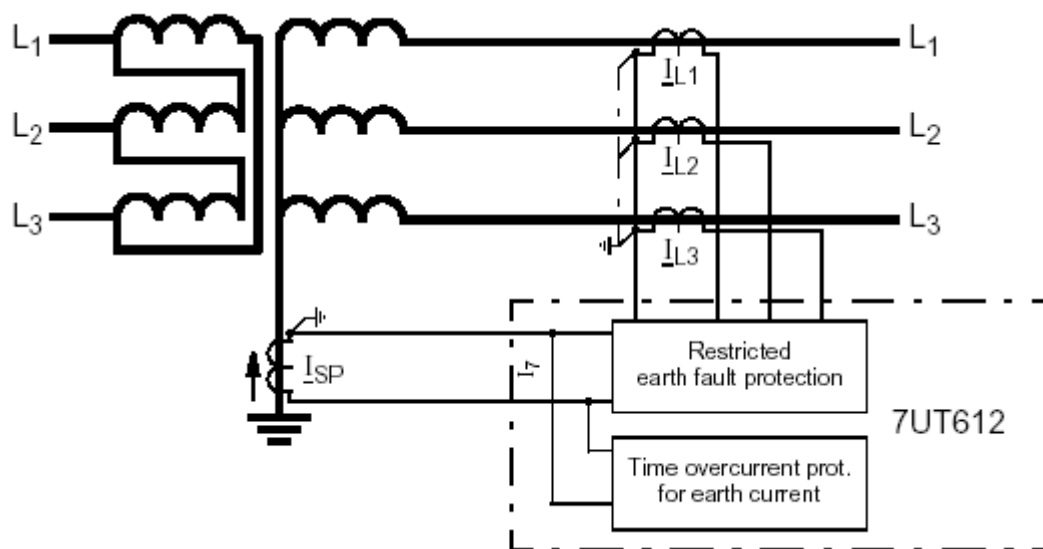 L1
L1
IL1
L2
L2
IL2
L3
L3
IL3
ISP
I7
Restricted
earth fault protection
7UT612
Time overcurrent prot.
for earth current